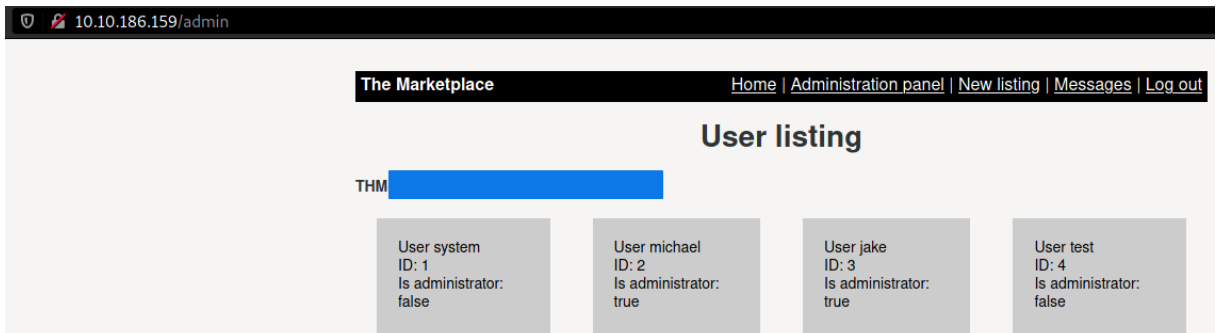 10.10.186.159/admin
The Marketplace
Home | Administration panel | New listing | Messages | Log out
User listing
THM
User system
ID: 1
Is administrator:
false
User michael
ID: 2
Is administrator:
true
User jake
ID: 3
Is administrator:
true
User test
ID: 4
Is administrator:
false